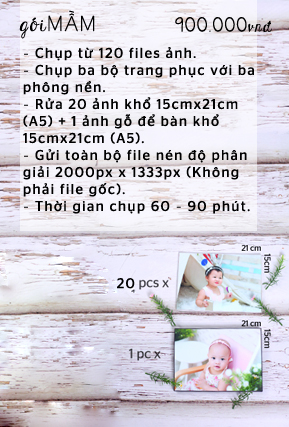 góiMẦM 900.000vnđ
- Chụp từ 120 files ảnh.
- Chụp ba bộ trang phục với ba
phông nền.
- Rửa 20 ảnh khổ 15cmx21cm
(A5) + 1 ảnh gỗ để bàn khổ
15cmx21cm (A5).
- Gửi toàn bộ file nén độ phân
giải 2000px x 1333px (Không
phải file gốc).
- Thời gian chụp 60 - 90 phút.
21 cm
15cm
20 pcs x
21 cm
15cm
1 pc x